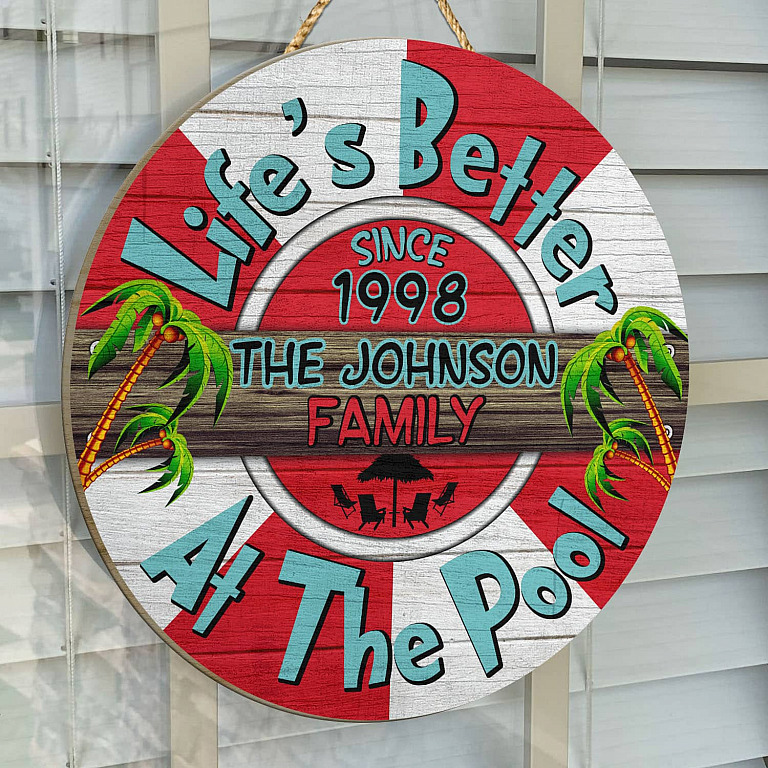 Life's Better
SINCE
1998
THE JOHNSON
FAMILY
At The Pool